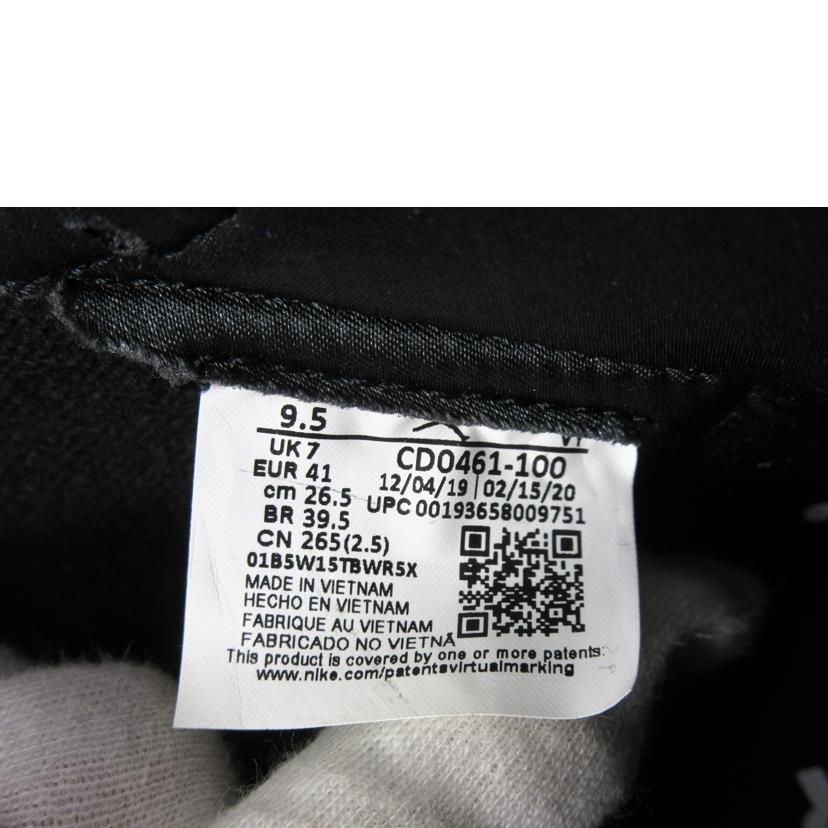 9.5
UK 7
EUR 41
cm 26.5
BR 39.5
CN 265(2.5)
01B5W15TBWR5X
CD0461-100
12/04/19 02/15/20
UPC 00193658009751
MADE IN VIETNAM
HECHO EN VIETNAM
FABRIQUE AU VIETNAM
FABRICADO NO VIETNÃ
This product is covered by one or more patents:
www.nike.com/patentsvirtualmarking